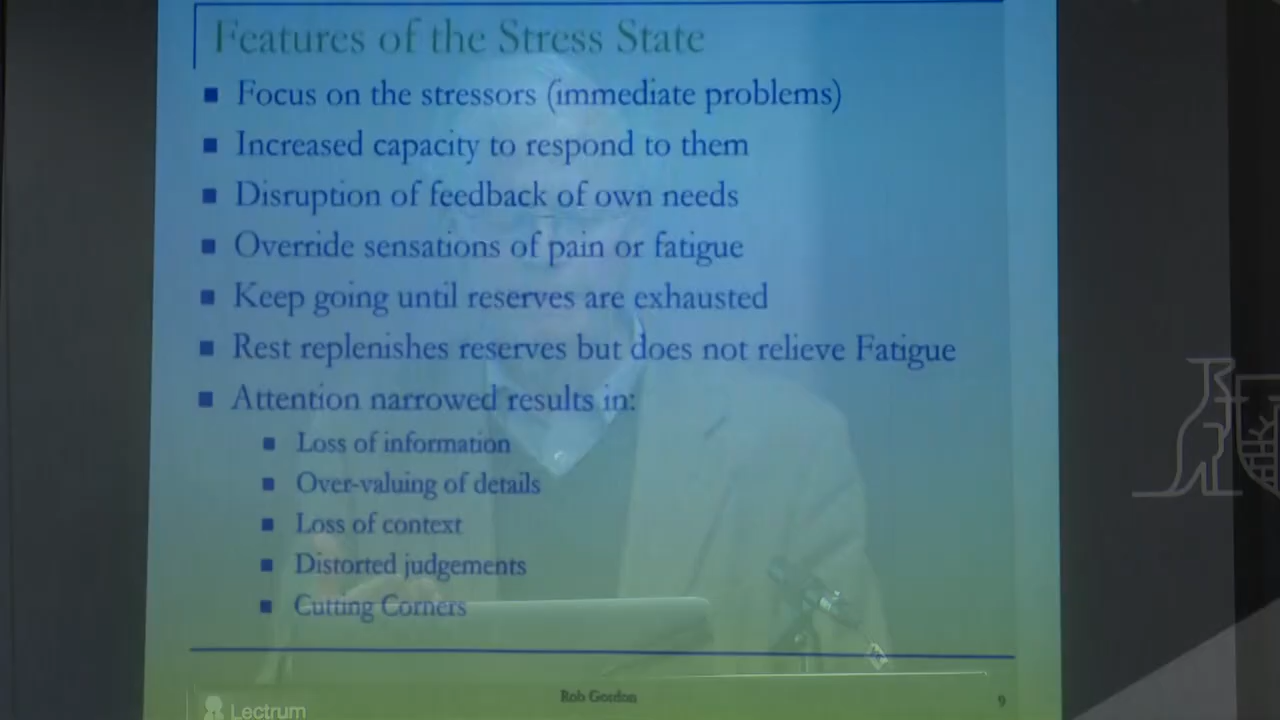 Features of the Stress State
Focus on the stressors (immediate problems)
Increased capacity to respond to them
Disruption of feedback of own needs
Override sensations of pain or fatigue
Keep going until reserves are exhausted
Rest replenishes reserves but does not relieve Fatigue
Attention narrowed results in:
Loss of information
Over-valuing of details
Loss of context
Distorted judgements
Cutting Corners
Rob Gordon
9
Lectrum